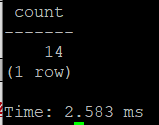 count
-------
14
(1 row)
Time: 2.583 ms